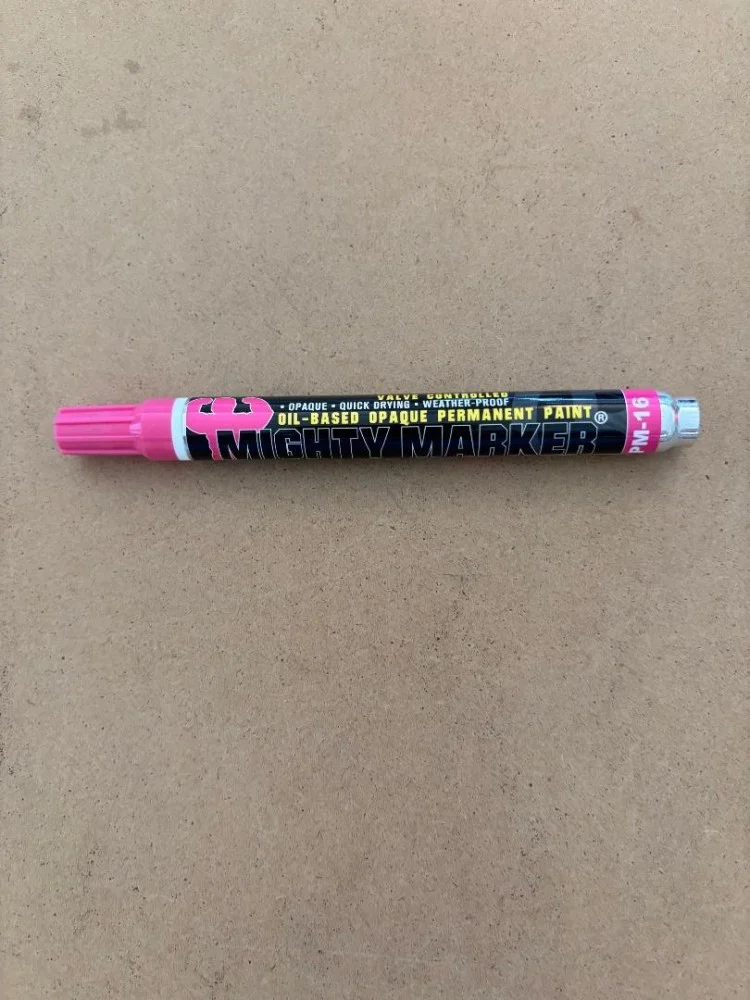 VALVE CONTROLLED
• OPAQUE • QUICK DRYING • WEATHER-PROOF
OIL-BASED OPAQUE PERMANENT PAINT
MIGHTY MARKER®
PM-16